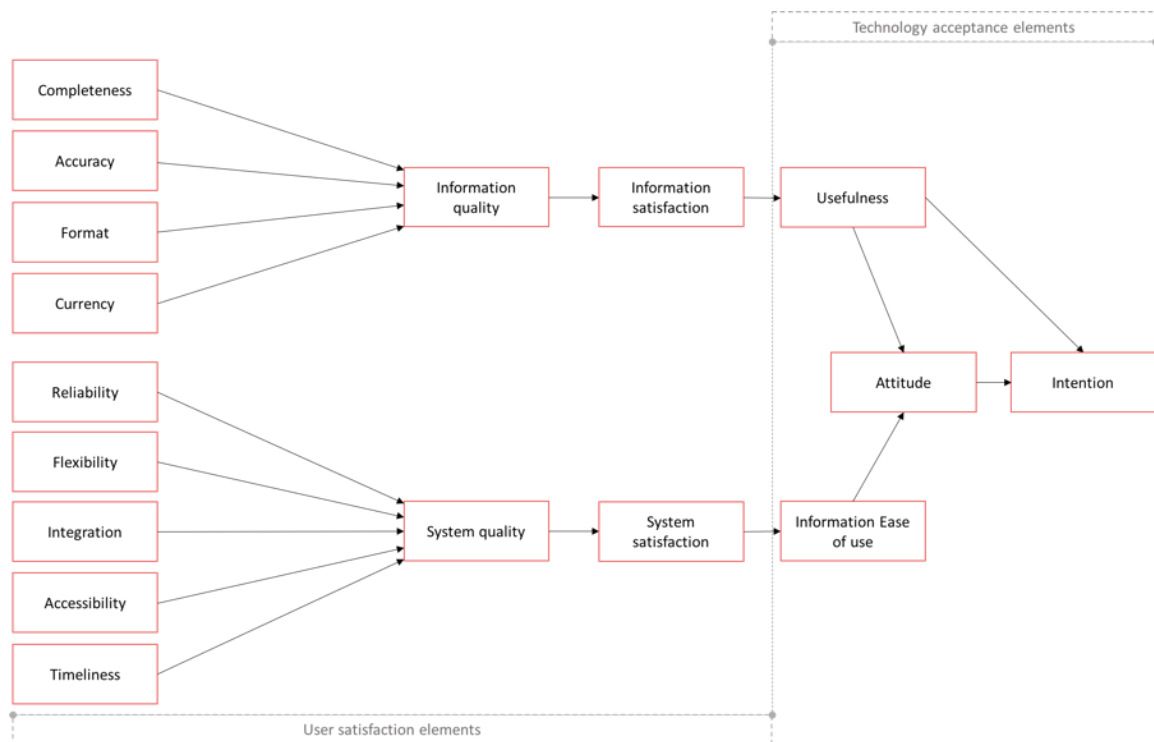 Technology acceptance elements
Completeness
Accuracy
Format
Currency
Information
quality
Information
satisfaction
Usefulness
Attitude
Intention
Reliability
Flexibility
Integration
Accessibility
Timeliness
System quality
System
satisfaction
Information Ease
of use
User satisfaction elements